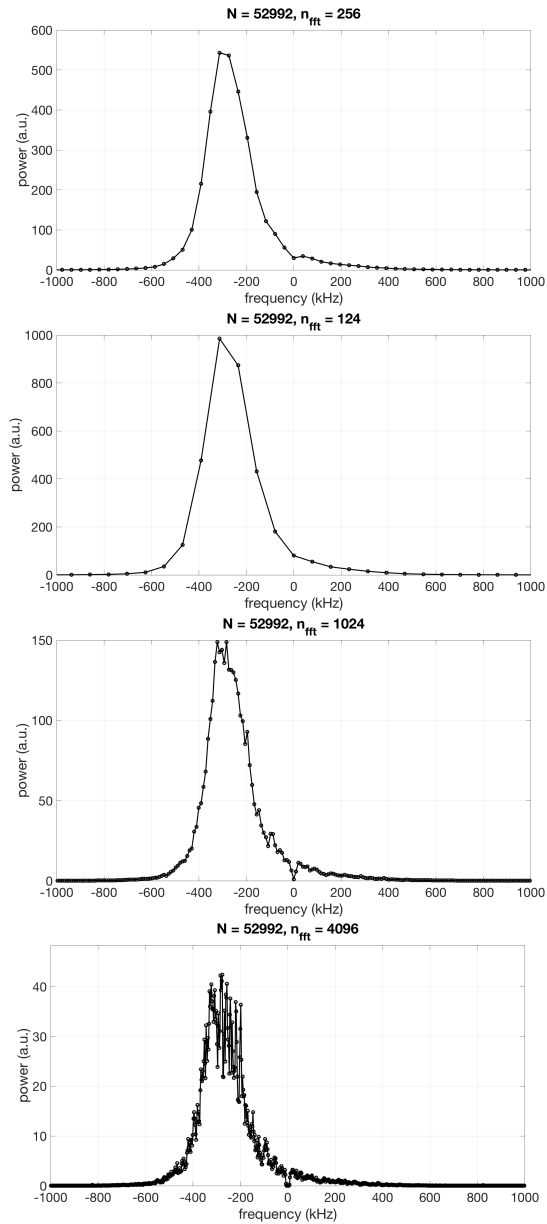 N = 52992, n_fft = 256
600
500
400
300
200
100
0
power (a.u.)
-1000 -800 -600 -400 -200 0 200 400 600 800 1000
frequency (kHz)
N = 52992, n_fft = 124
1000
800
600
400
200
0
power (a.u.)
-1000 -800 -600 -400 -200 0 200 400 600 800 1000
frequency (kHz)
N = 52992, n_fft = 1024
150
100
50
0
power (a.u.)
-1000 -800 -600 -400 -200 0 200 400 600 800 1000
frequency (kHz)
N = 52992, n_fft = 4096
40
30
20
10
0
power (a.u.)
-1000 -800 -600 -400 -200 0 200 400 600 800 1000
frequency (kHz)